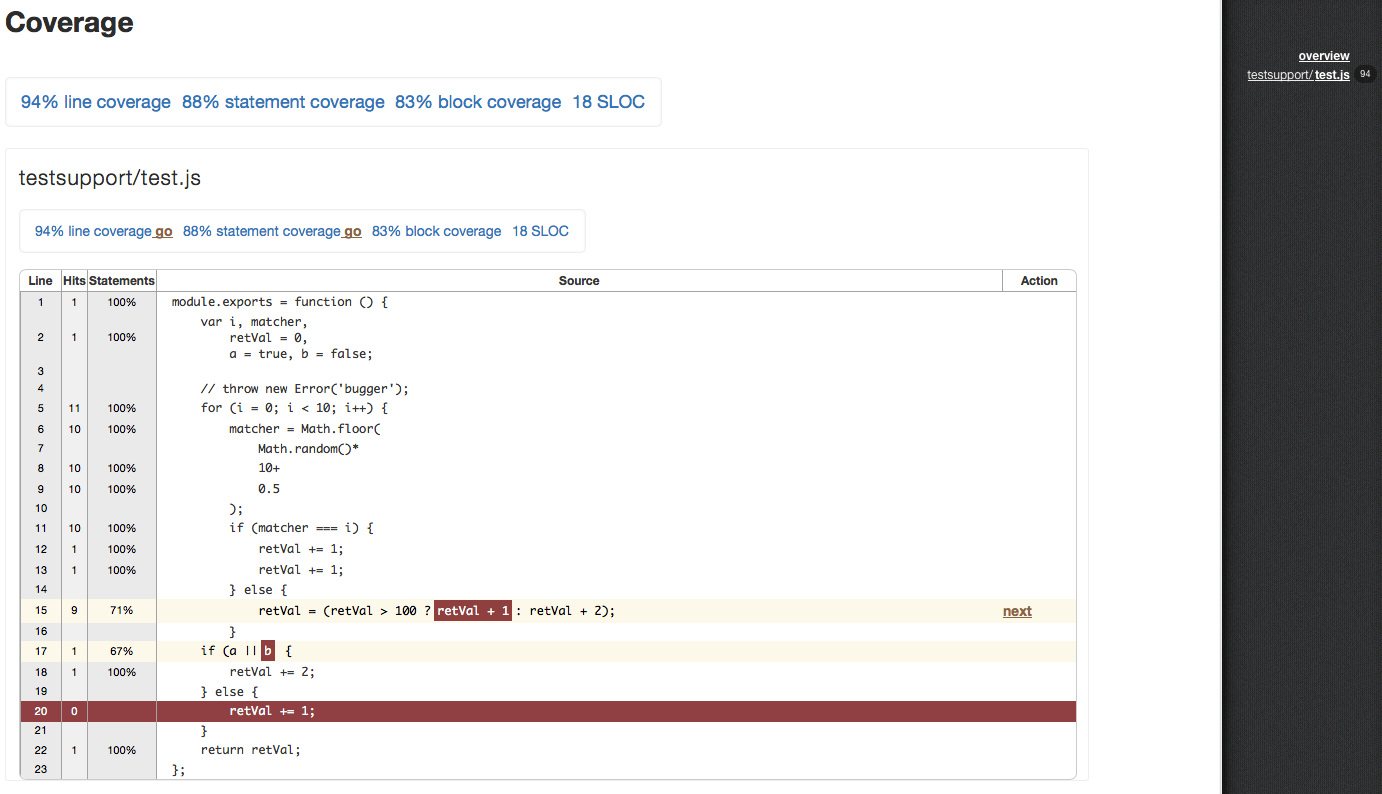 Coverage
overview
testsupport/test.js 94
94% line coverage 88% statement coverage 83% block coverage 18 SLOC
testsupport/test.js
94% line coverage go 88% statement coverage go 83% block coverage 18 SLOC
Line Hits Statements Source Action
1 1 100% module.exports = function () {
var i, matcher,
2 1 100% retVal = 0,
a = true, b = false;
3
4 // throw new Error('bugger');
5 11 100% for (i = 0; i < 10; i++) {
6 10 100% matcher = Math.floor(
7 Math.random()*
8 10 100% 10+
9 10 100% 0.5
10 );
11 10 100% if (matcher === i) {
12 1 100% retVal += 1;
13 1 100% retVal += 1;
14 } else {
15 9 71% retVal = (retVal > 100 ? retVal + 1 : retVal + 2); next
16 }
17 1 67% if (a || b {
18 1 100% retVal += 2;
19 } else {
20 0 retVal += 1;
21 }
22 1 100% return retVal;
23 };